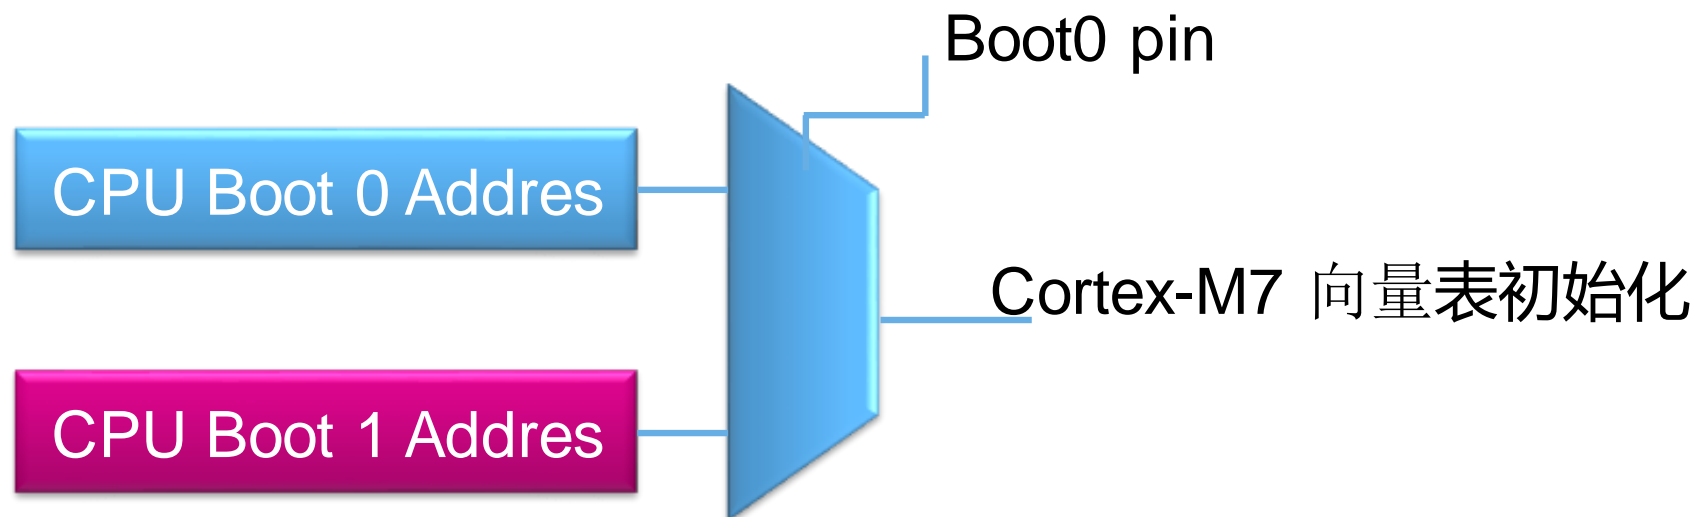 Boot0 pin
CPU Boot 0 Addres
Cortex-M7 向量表初始化
CPU Boot 1 Addres